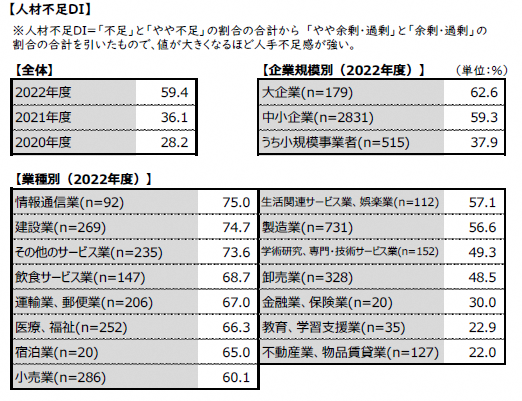 【人材不足DI】
※人材不足DI=「不足」と「やや不足」の割合の合計から 「やや余剰・過剰」と「余剰・過剰」の
割合の合計を引いたもので、値が大きくなるほど人手不足感が強い。
【全体】
2022年度 59.4
2021年度 36.1
2020年度 28.2
【企業規模別（2022年度）】 （単位：%）
大企業(n=179) 62.6
中小企業(n=2831) 59.3
うち小規模事業者(n=515) 37.9
【業種別（2022年度）】
情報通信業(n=92) 75.0
建設業(n=269) 74.7
その他のサービス業(n=235) 73.6
飲食サービス業(n=147) 68.7
運輸業、郵便業(n=206) 67.0
医療、福祉(n=252) 66.3
宿泊業(n=20) 65.0
小売業(n=286) 60.1
生活関連サービス業、娯楽業(n=112) 57.1
製造業(n=731) 56.6
学術研究、専門・技術サービス業(n=152) 49.3
卸売業(n=328) 48.5
金融業、保険業(n=20) 30.0
教育、学習支援業(n=35) 22.9
不動産業、物品賃貸業(n=127) 22.0